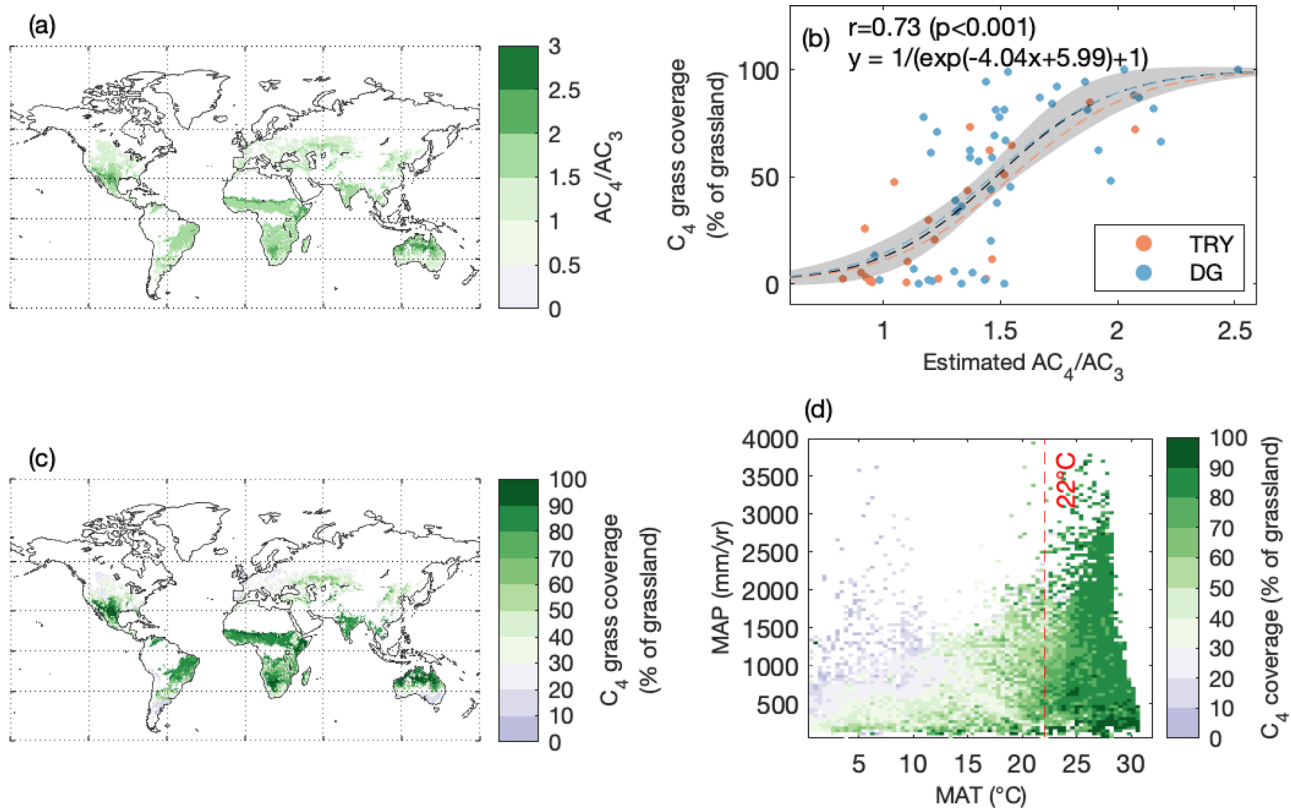 (a)
3
2.5
2
1.5
1
0.5
0
AC4/AC3
(b)
r=0.73 (p<0.001)
y = 1/(exp(-4.04x+5.99)+1)
100
50
0
C4 grass coverage
(% of grassland)
TRY
DG
1
1.5
2
2.5
Estimated AC4/AC3
(c)
100
90
80
70
60
50
40
30
20
10
0
C4 grass coverage
(% of grassland)
(d)
4000
3500
3000
2500
2000
1500
1000
500
MAP (mm/yr)
22°C
5
10
15
20
25
30
MAT (°C)
100
90
80
70
60
50
40
30
20
10
0
C4 coverage (% of grassland)